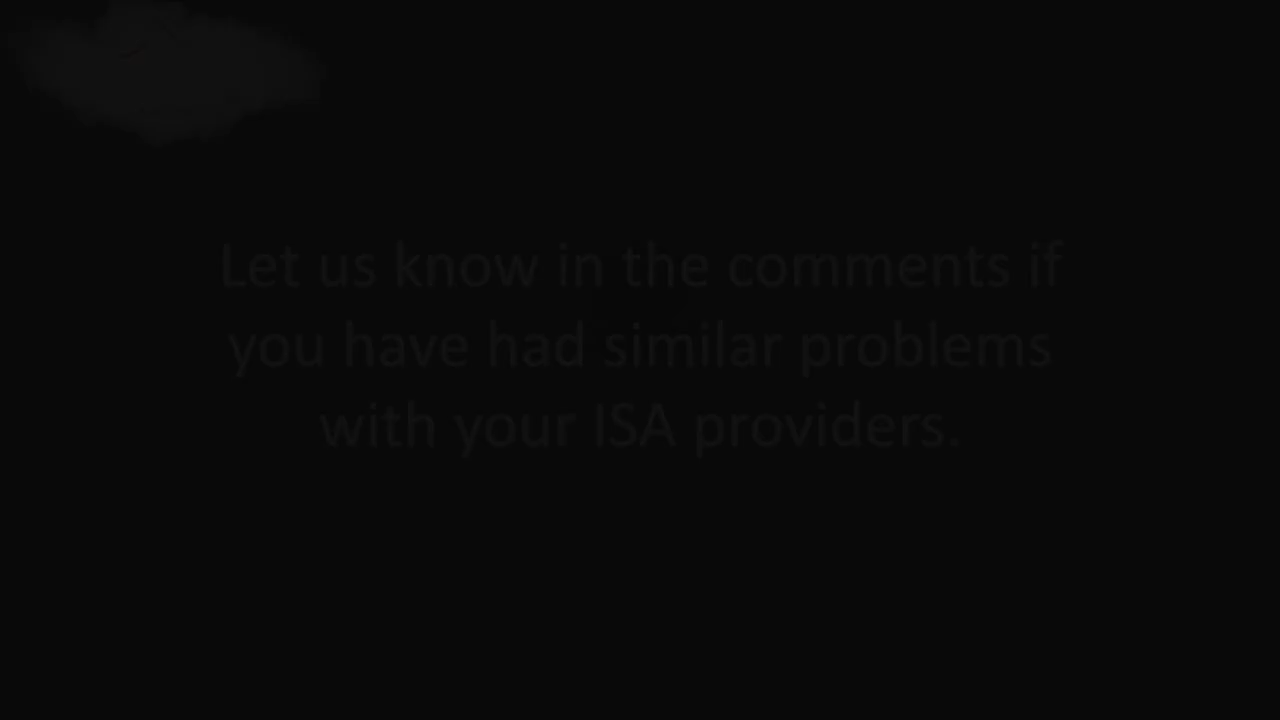 Let us know in the comments if
you have had similar problems
with your ISA providers.